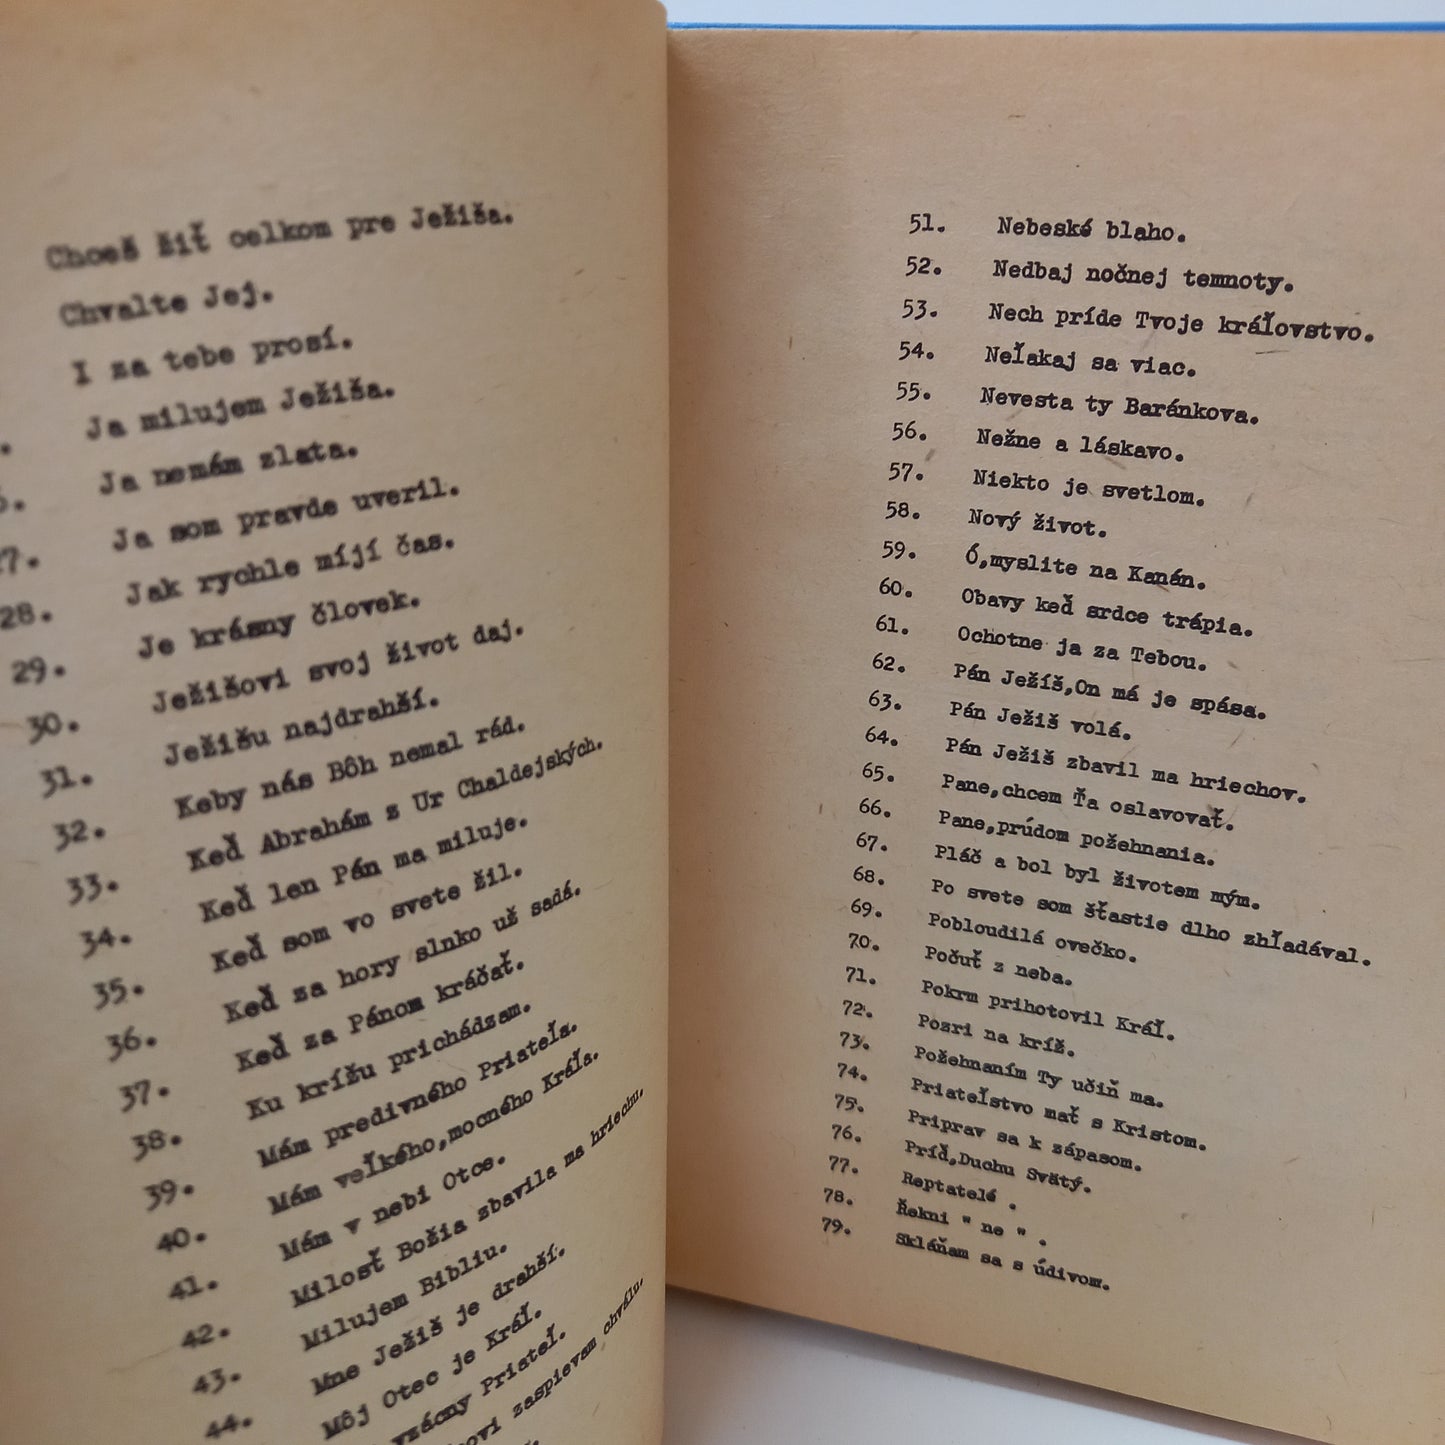 Chceš žiť celkom pre Ježiša.
Chvalte Jej.
I za tebe prosí.
Ja milujem Ježiša.
Ja nemám zlata.
27. Ja som pravde uveril.
28. Jak rychle míjí čas.
29. Je krásny človek.
30. Ježišovi svoj život daj.
31. Ježišu najdrahší.
32. Keby nás Bôh nemal rád.
33. Keď Abrahám z Ur Chaldejských.
34. Keď len Pán ma miluje.
35. Keď som vo svete žil.
36. Keď za hory slnko už sadá.
37. Keď za Pánom kráčať.
38. Ku krížu prichádzam.
39. Mám predivného Priateľa.
40. Mám veľkého,mocného Kráľa.
41. Mám v nebi Otce.
42. Milosť Božia zbavila ma hriechu.
43. Milujem Bibliu.
44. Mne Ježiš je drahší.
Môj Otec je Kráľ.
vzácny Priateľ.
zaspievam chválu.
51. Nebeské blaho.
52. Nedbaj nočnej temnoty.
53. Nech príde Tvoje kráľovstvo.
54. Neľakaj sa viac.
55. Nevesta ty Baránkova.
56. Nežne a láskavo.
57. Niekto je svetlom.
58. Nový život.
59. Ó,myslite na Kanán.
60. Obavy keď srdce trápia.
61. Ochotne ja za Tebou.
62. Pán Ježíš,On má je spása.
63. Pán Ježiš volá.
64. Pán Ježiš zbavil ma hriechov.
65. Pane,chcem Ťa oslavovať.
66. Pane,prúdom požehnania.
67. Pláč a bol byl životem mým.
68. Po svete som šťastie dlho zhľadával.
69. Pobloudilá ovečko.
70. Počuť z neba.
71. Pokrm prihotovil Kráľ.
72. Pozri na kríž.
73. Požehnaním Ty učiň ma.
74. Priateľstvo mať s Kristom.
75. Priprav sa k zápasom.
76. Príď,Duchu Svätý.
77. Reptatelé .
78. Řekni " ne " .
79. Skláňam sa s údivom.